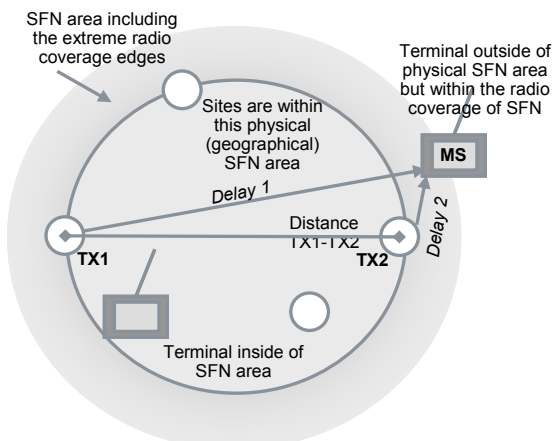 SFN area including
the extreme radio
coverage edges
Terminal outside of
physical SFN area
but within the radio
coverage of SFN
Sites are within
this physical
(geographical)
SFN area
MS
Delay 1
Delay 2
Distance
TX1-TX2
TX1
TX2
Terminal inside of
SFN area